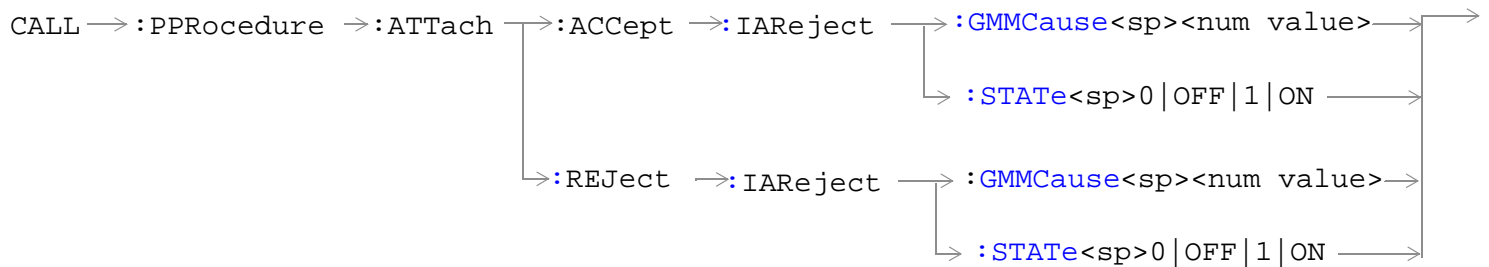 CALL :PPRocedure :ATTach :ACCept :IAReject :GMMCause<sp><num value>
:STATe<sp>0|OFF|1|ON
:REJect :IAReject :GMMCause<sp><num value>
:STATe<sp>0|OFF|1|ON